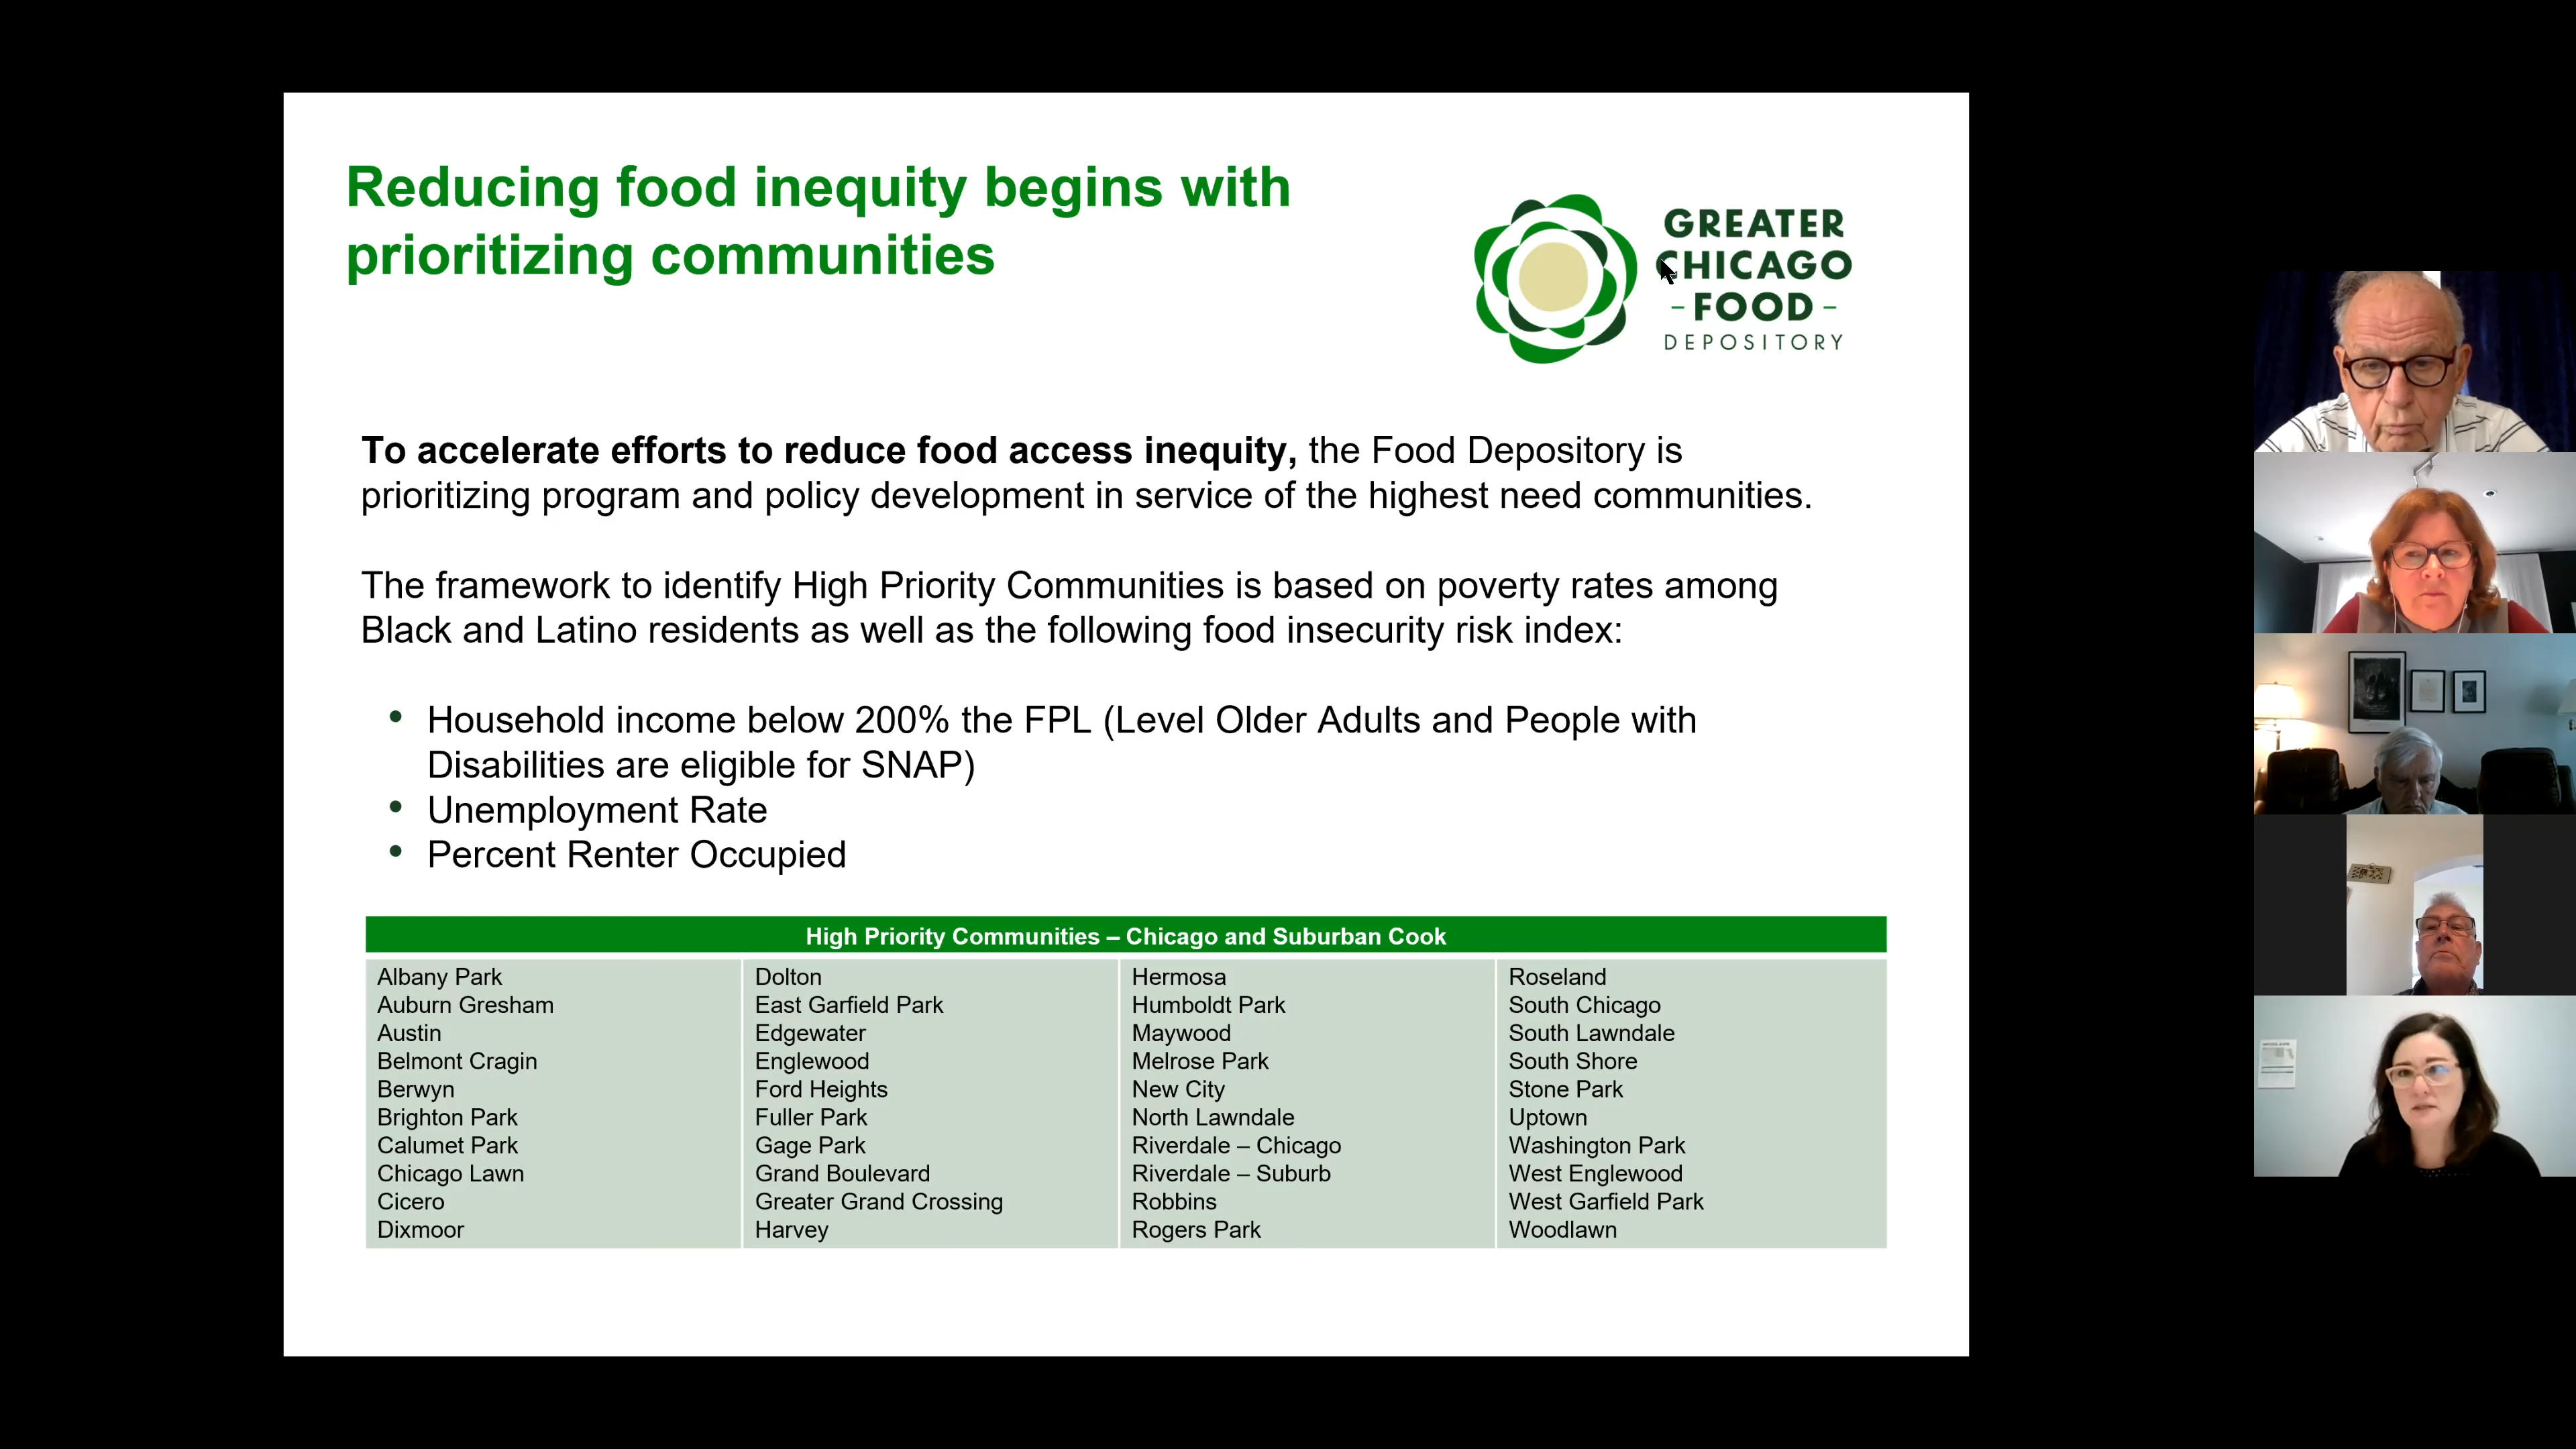 Reducing food inequity begins with
prioritizing communities
GREATER
CHICAGO
– FOOD –
DEPOSITORY
To accelerate efforts to reduce food access inequity, the Food Depository is
prioritizing program and policy development in service of the highest need communities.
The framework to identify High Priority Communities is based on poverty rates among
Black and Latino residents as well as the following food insecurity risk index:
• Household income below 200% the FPL (Level Older Adults and People with
Disabilities are eligible for SNAP)
• Unemployment Rate
• Percent Renter Occupied
High Priority Communities – Chicago and Suburban Cook
Albany Park
Auburn Gresham
Austin
Belmont Cragin
Berwyn
Brighton Park
Calumet Park
Chicago Lawn
Cicero
Dixmoor
Dolton
East Garfield Park
Edgewater
Englewood
Ford Heights
Fuller Park
Gage Park
Grand Boulevard
Greater Grand Crossing
Harvey
Hermosa
Humboldt Park
Maywood
Melrose Park
New City
North Lawndale
Riverdale – Chicago
Riverdale – Suburb
Robbins
Rogers Park
Roseland
South Chicago
South Lawndale
South Shore
Stone Park
Uptown
Washington Park
West Englewood
West Garfield Park
Woodlawn